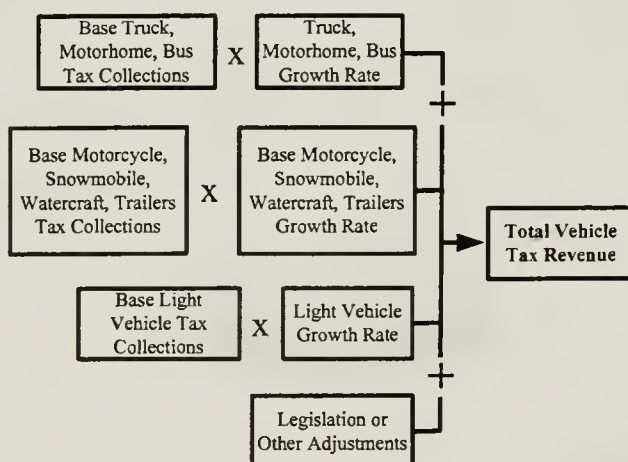 Base Truck,
Motorhome, Bus
Tax Collections
X
Truck,
Motorhome, Bus
Growth Rate
+
Base Motorcycle,
Snowmobile,
Watercraft, Trailers
Tax Collections
X
Base Motorcycle,
Snowmobile,
Watercraft, Trailers
Growth Rate
Total Vehicle
Tax Revenue
Base Light
Vehicle Tax
Collections
X
Light Vehicle
Growth Rate
+
Legislation or
Other Adjustments